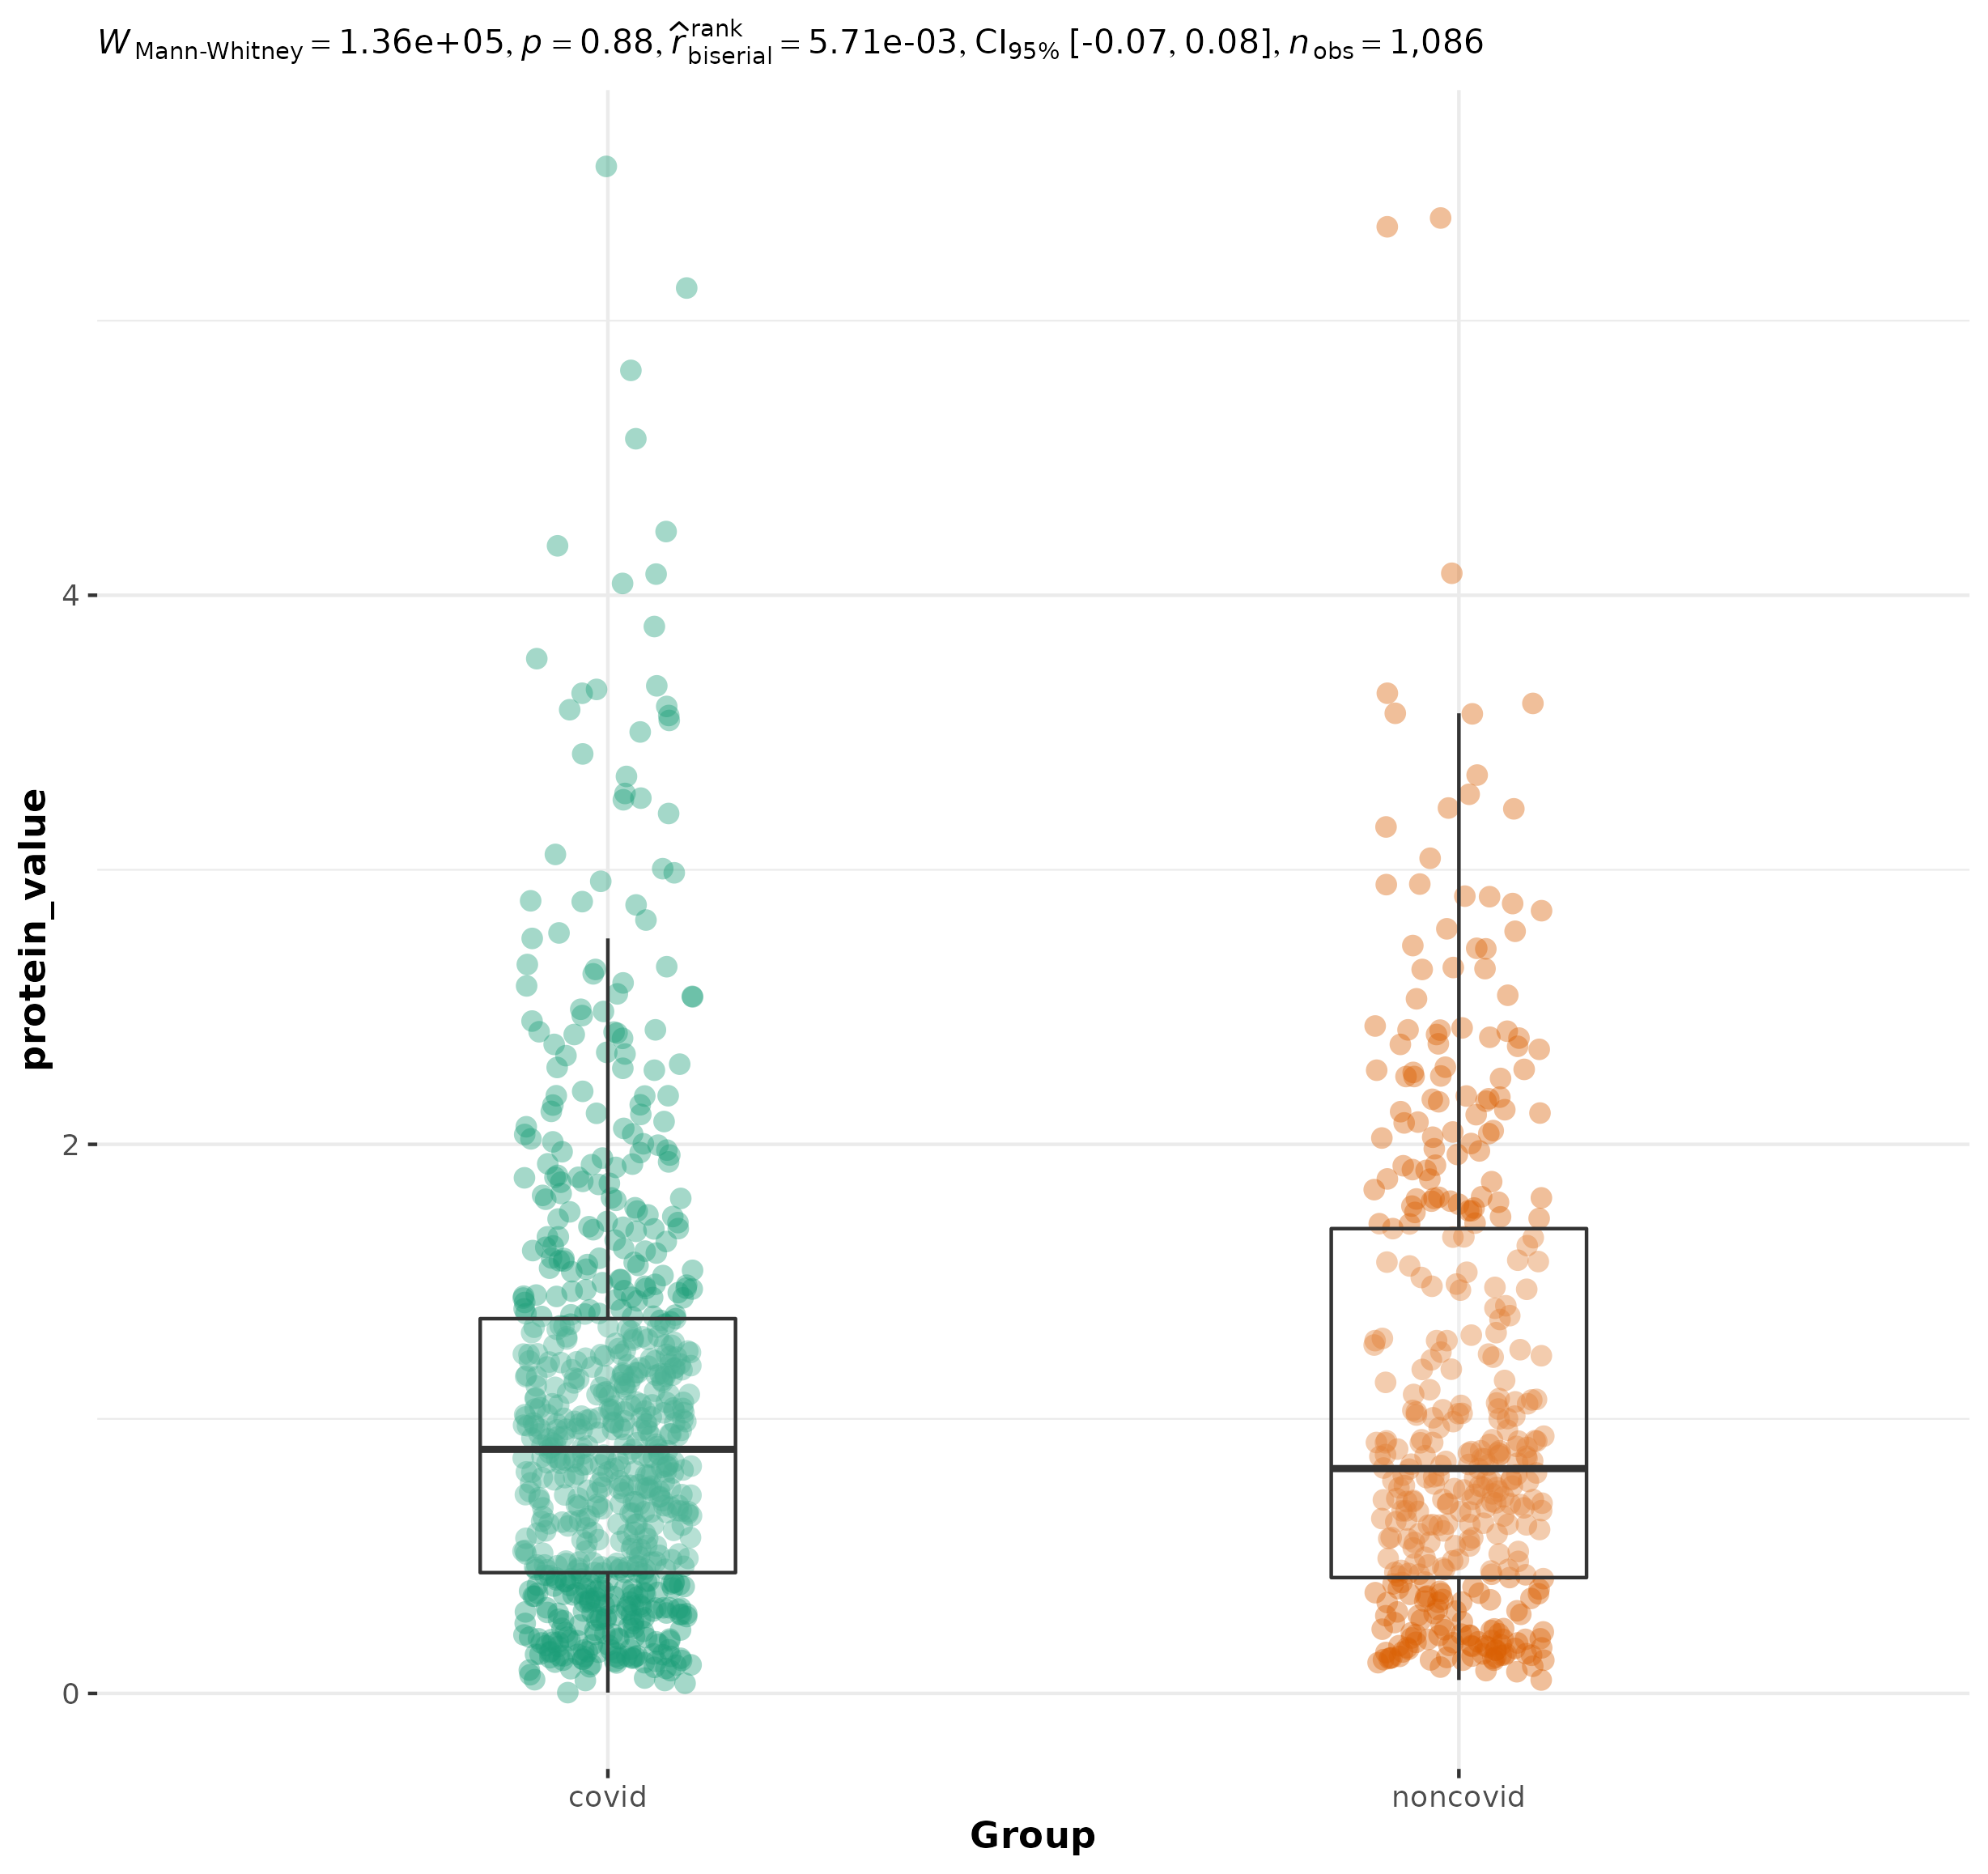 W Mann-Whitney = 1.36e+05, p = 0.88, r̂ rank biserial = 5.71e-03, CI95% [-0.07, 0.08], n obs = 1,086
4
2
0
protein_value
covid noncovid
Group